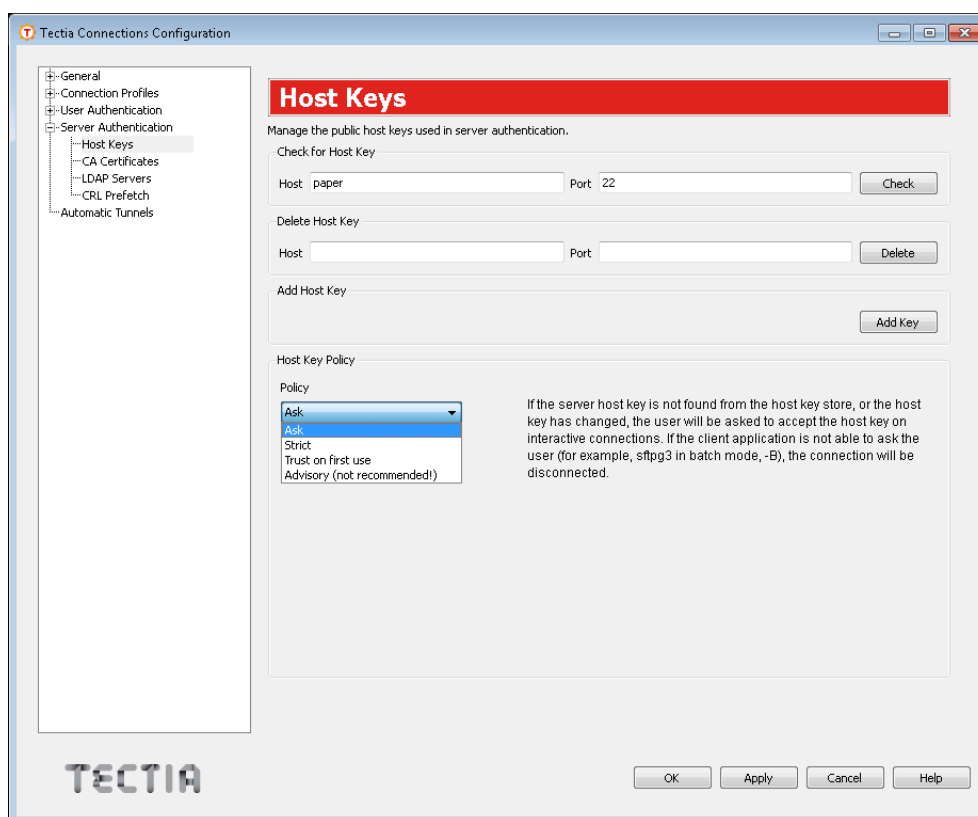 Tectia Connections Configuration
General
Connection Profiles
User Authentication
Server Authentication
Host Keys
CA Certificates
LDAP Servers
CRL Prefetch
Automatic Tunnels
Host Keys
Manage the public host keys used in server authentication.
Check for Host Key
Host paper Port 22 Check
Delete Host Key
Host Port Delete
Add Host Key
Add Key
Host Key Policy
Policy
Ask
Ask
Strict
Trust on first use
Advisory (not recommended!)
If the server host key is not found from the host key store, or the host
key has changed, the user will be asked to accept the host key on
interactive connections. If the client application is not able to ask the
user (for example, sftpg3 in batch mode, -B), the connection will be
disconnected.
TECTIA
OK Apply Cancel Help